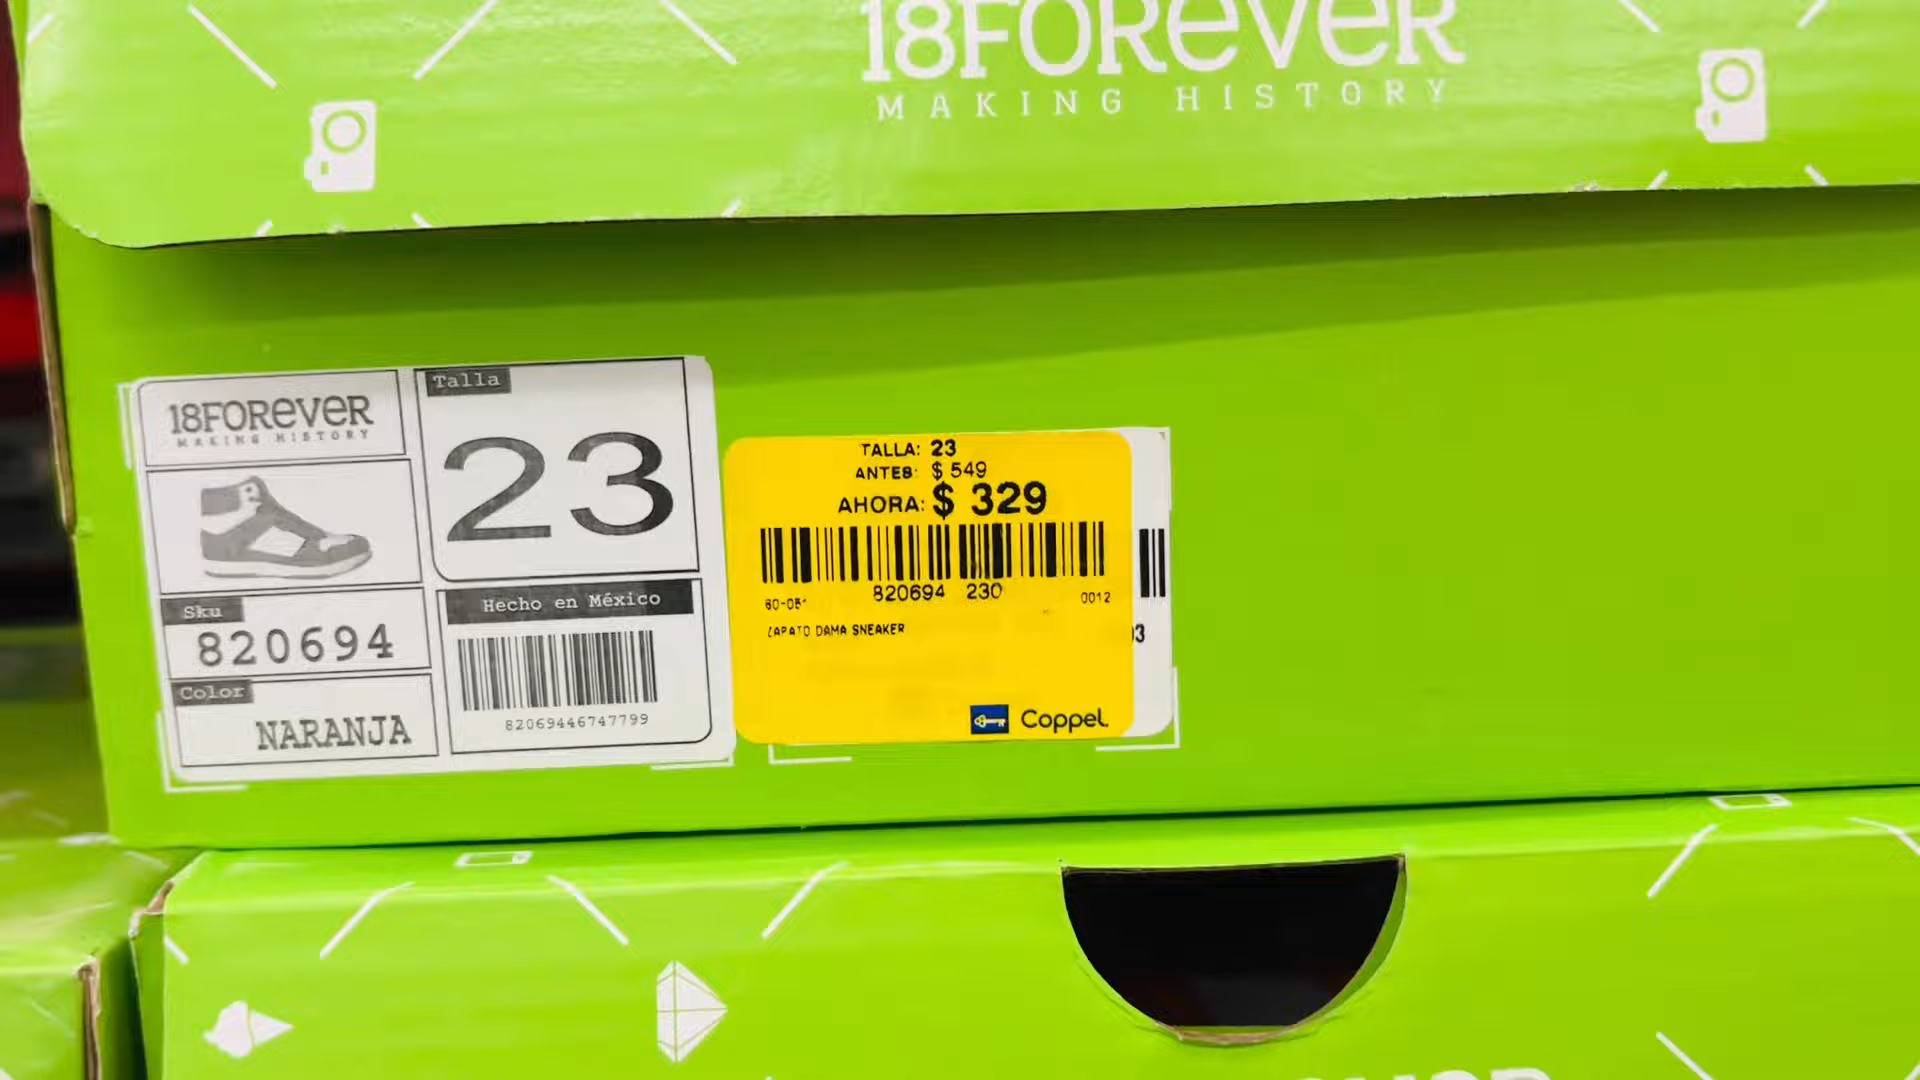 18FOREVER
MAKING HISTORY
18FOREVER
MAKING HISTORY
Talla
23
Sku
820694
Color
NARANJA
Hecho en México
82069446747799
TALLA: 23
ANTES: $ 549
AHORA: $ 329
820694 230
0012
ZAPATO DAMA SNEAKER
Coppel